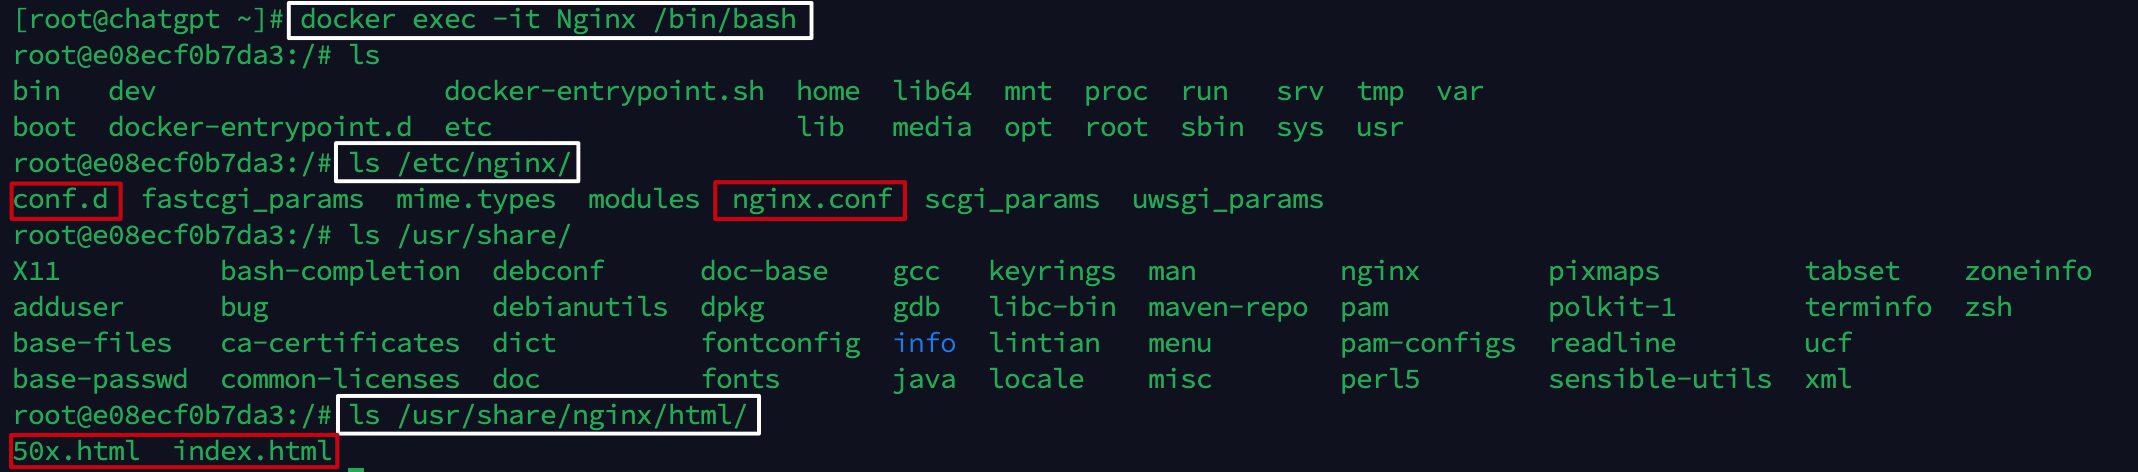 [root@chatgpt ~]# docker exec -it Nginx /bin/bash
root@e08ecf0b7da3:/# ls
bin   dev                  docker-entrypoint.sh  home  lib64  mnt  proc  run   srv  tmp  var
boot  docker-entrypoint.d  etc                   lib   media  opt  root  sbin  sys  usr
root@e08ecf0b7da3:/# ls /etc/nginx/
conf.d  fastcgi_params  mime.types  modules  nginx.conf  scgi_params  uwsgi_params
root@e08ecf0b7da3:/# ls /usr/share/
X11          bash-completion  debconf      doc-base    gcc   keyrings  man         nginx        pixmaps         tabset    zoneinfo
adduser      bug              debianutils  dpkg        gdb   libc-bin  maven-repo  pam          polkit-1        terminfo  zsh
base-files   ca-certificates  dict         fontconfig  info  lintian   menu        pam-configs  readline        ucf
base-passwd  common-licenses  doc          fonts       java  locale    misc        perl5        sensible-utils  xml
root@e08ecf0b7da3:/# ls /usr/share/nginx/html/
50x.html  index.html